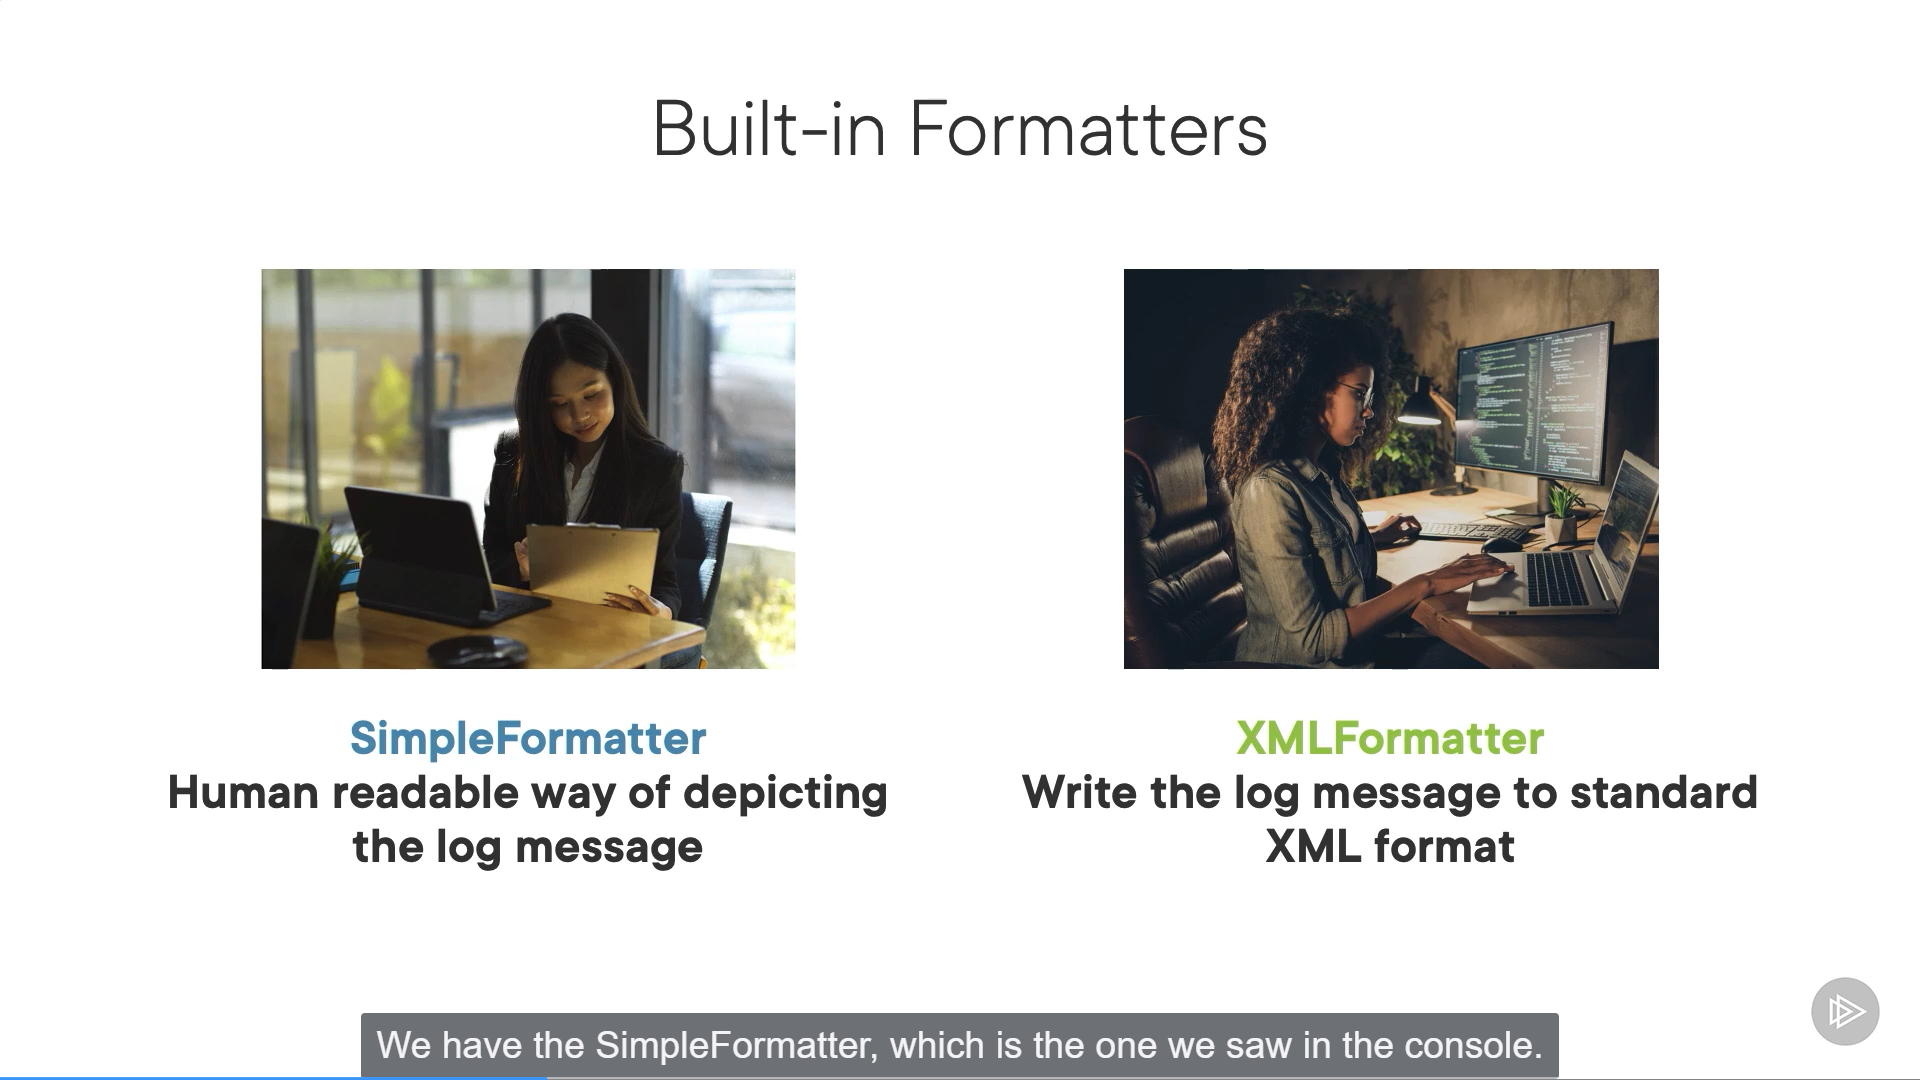 Built-in Formatters
SimpleFormatter
Human readable way of depicting
the log message
XMLFormatter
Write the log message to standard
XML format
We have the SimpleFormatter, which is the one we saw in the console.